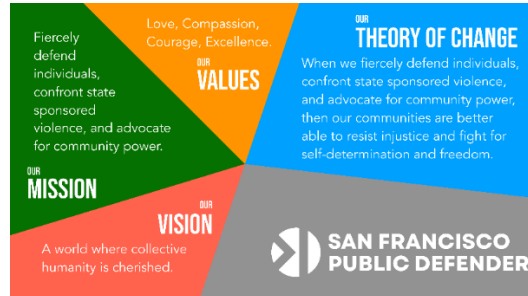 Fiercely
defend
individuals,
confront state
sponsored
violence, and advocate
for community power.
OUR
MISSION
Love, Compassion,
Courage, Excellence.
OUR
VALUES
OUR
THEORY OF CHANGE
When we fiercely defend individuals,
confront state sponsored violence,
and advocate for community power,
then our communities are better
able to resist injustice and fight for
self-determination and freedom.
OUR
VISION
A world where collective
humanity is cherished.
SAN FRANCISCO
PUBLIC DEFENDER